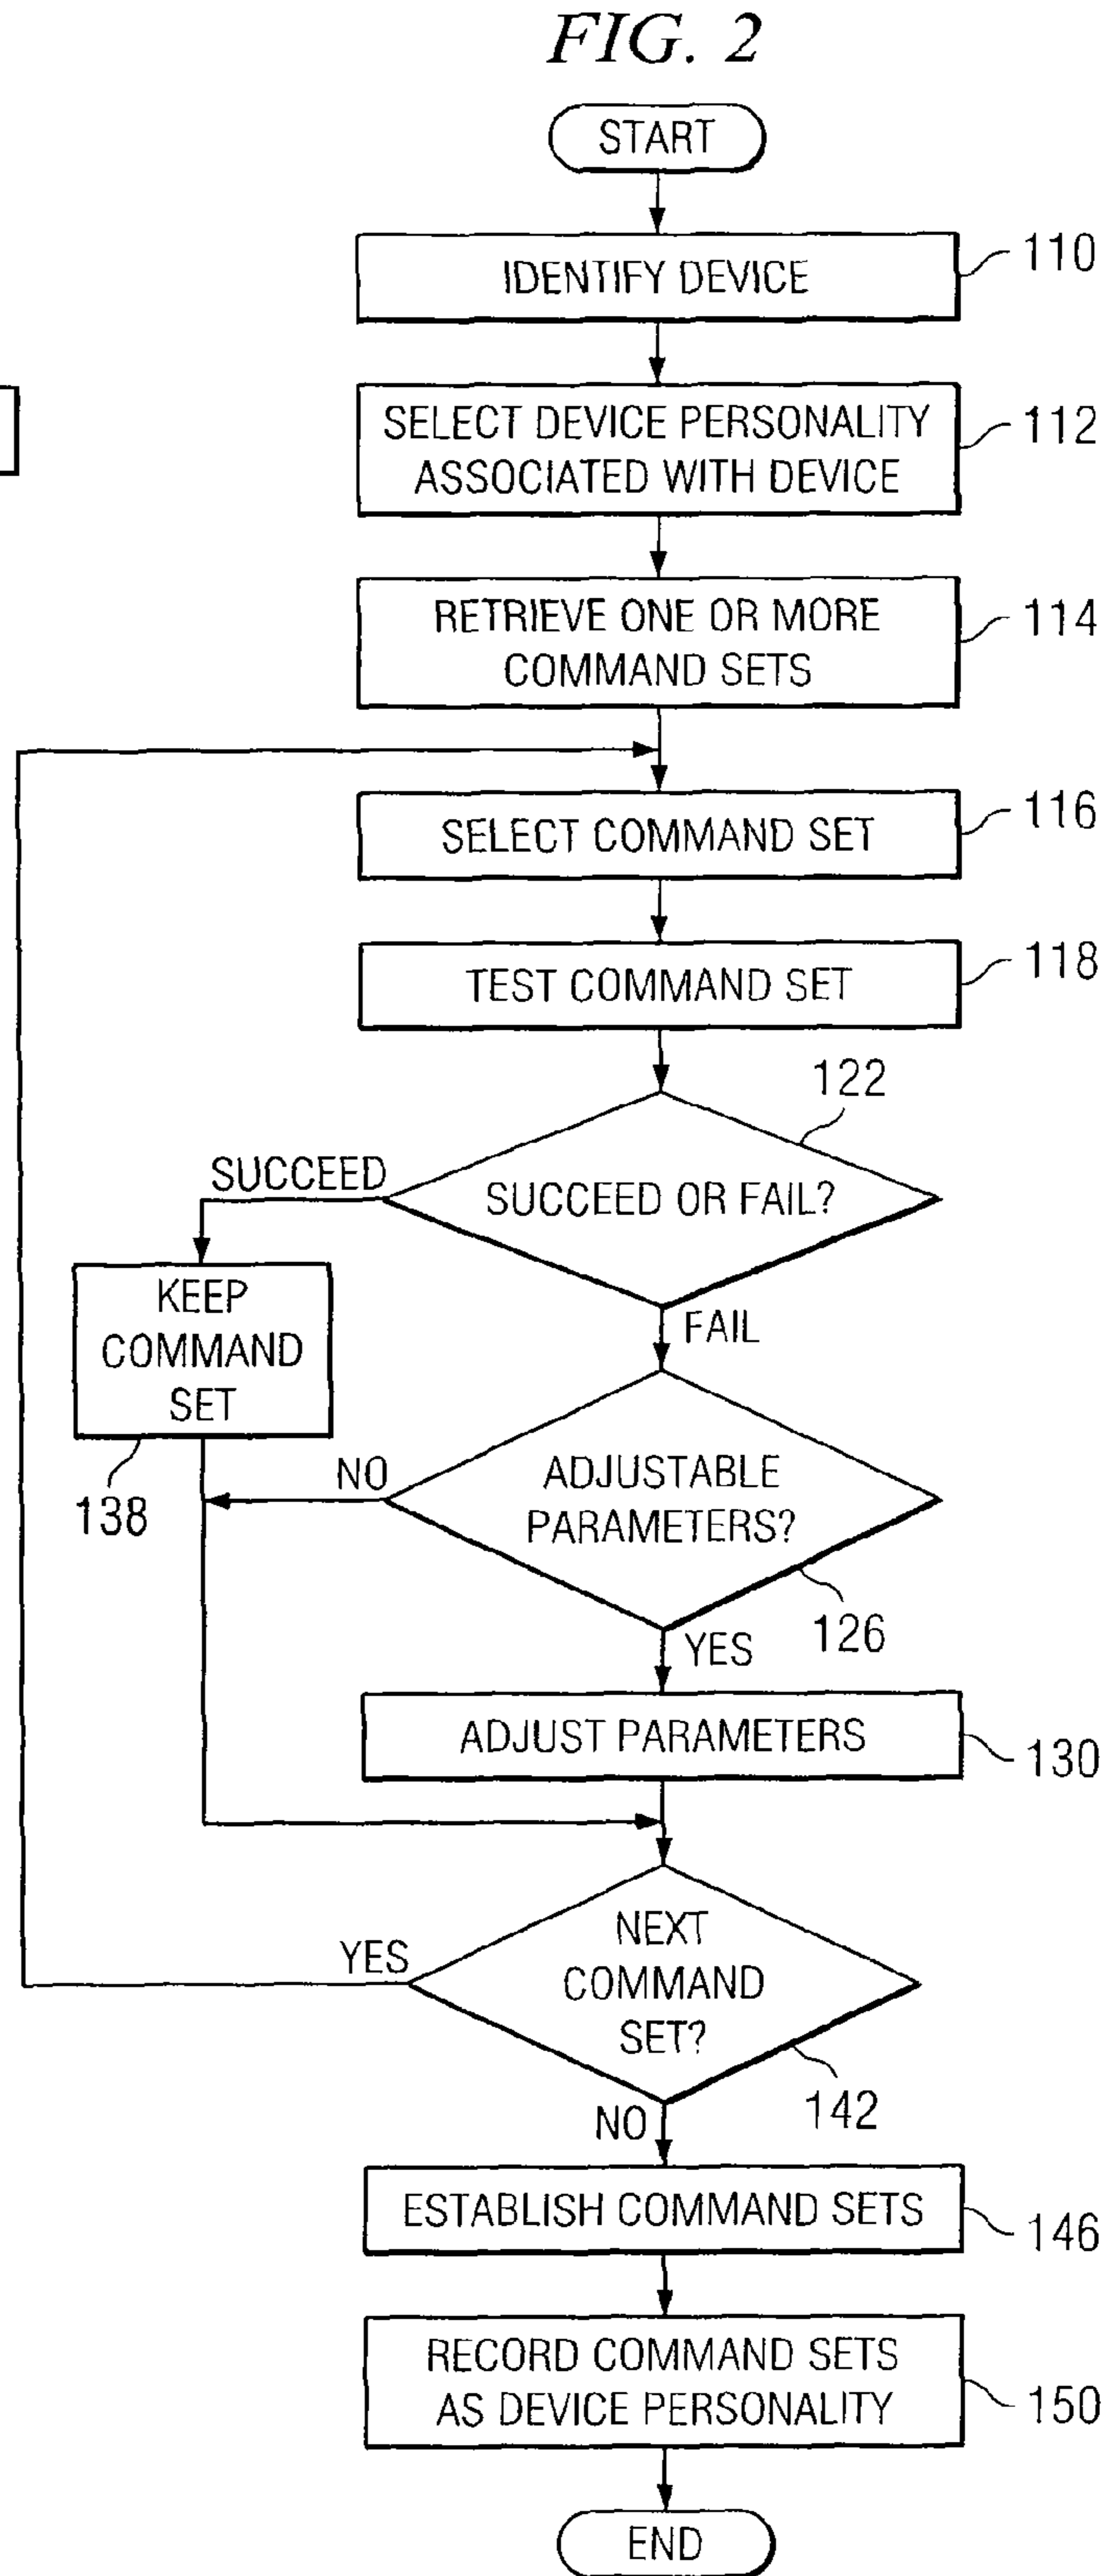 FIG. 2
START
IDENTIFY DEVICE
110
SELECT DEVICE PERSONALITY
ASSOCIATED WITH DEVICE
112
RETRIEVE ONE OR MORE
COMMAND SETS
114
SELECT COMMAND SET
116
TEST COMMAND SET
118
122
SUCCEED
SUCCEED OR FAIL?
KEEP
COMMAND
SET
138
FAIL
NO
ADJUSTABLE
PARAMETERS?
126
YES
ADJUST PARAMETERS
130
YES
NEXT
COMMAND
SET?
142
NO
ESTABLISH COMMAND SETS
146
RECORD COMMAND SETS
AS DEVICE PERSONALITY
150
END